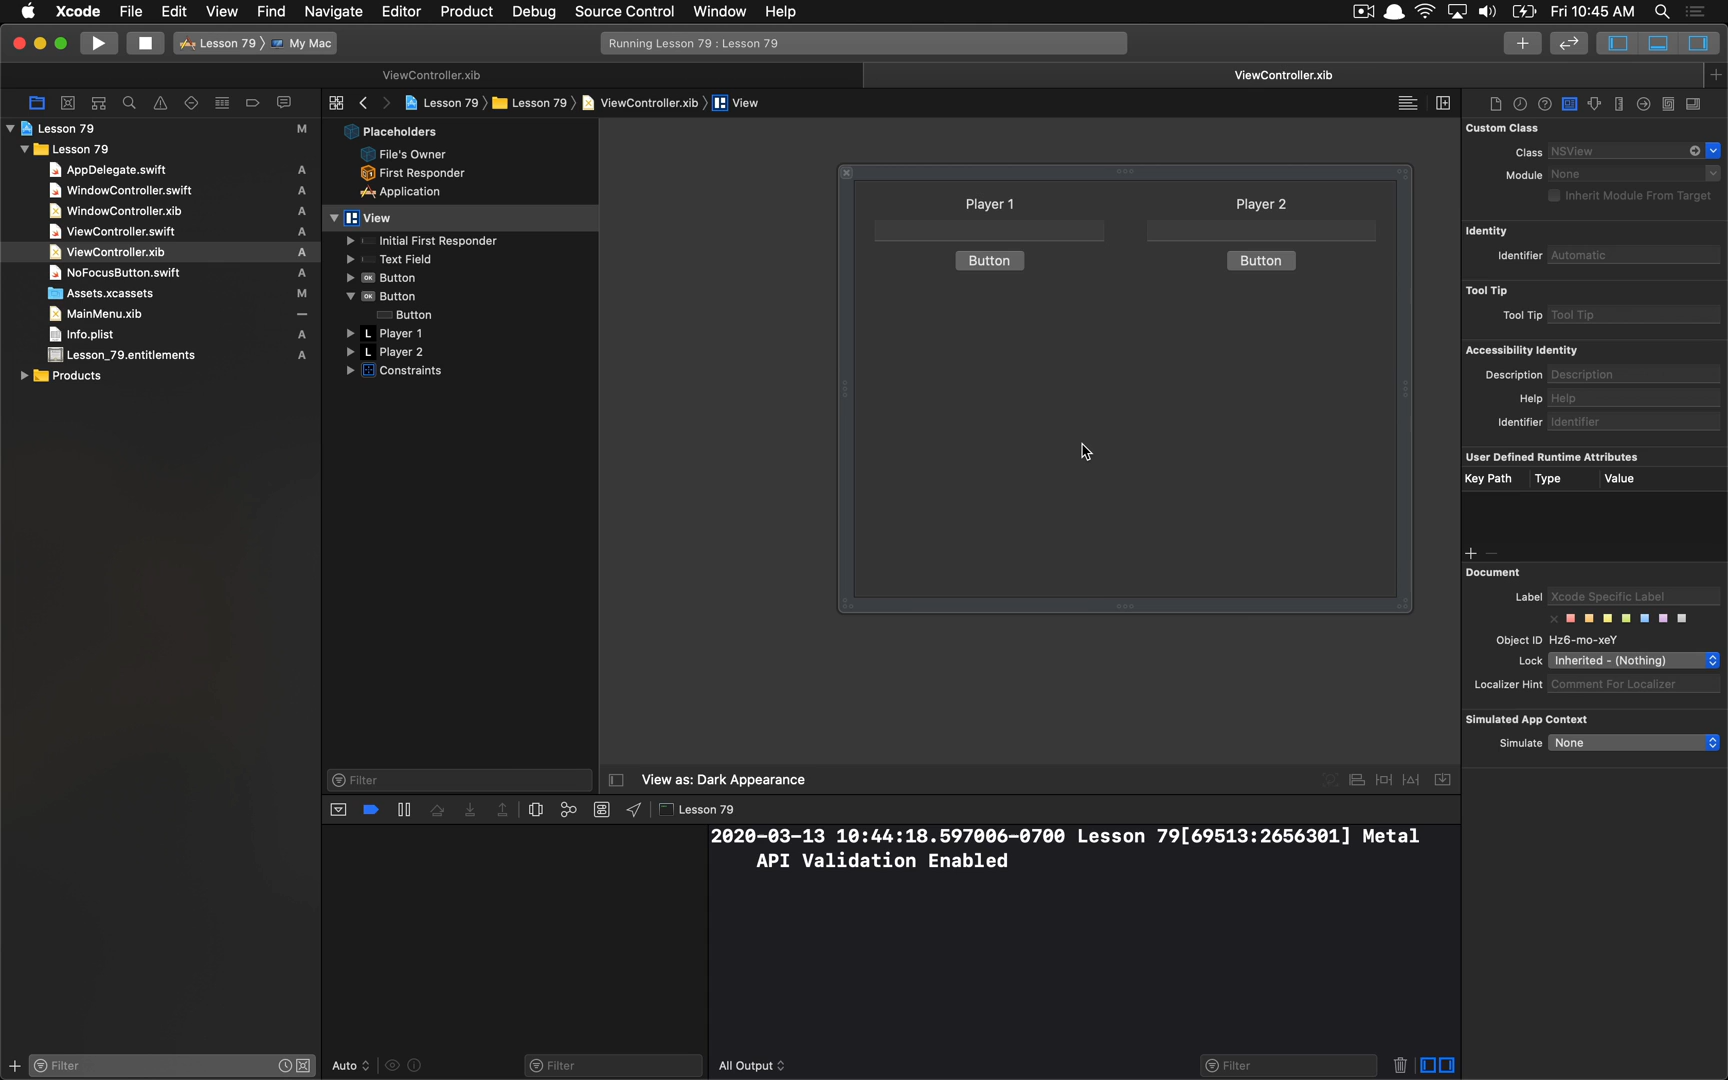 Xcode File Edit View Find Navigate Editor Product Debug Source Control Window Help Fri 10:45 AM
Lesson 79 My Mac Running Lesson 79 : Lesson 79
ViewController.xib ViewController.xib
Lesson 79 M
Lesson 79
AppDelegate.swift A
WindowController.swift A
WindowController.xib A
ViewController.swift A
ViewController.xib A
NoFocusButton.swift A
Assets.xcassets M
MainMenu.xib
Info.plist A
Lesson_79.entitlements A
Products
Filter
Lesson 79 Lesson 79 ViewController.xib View
Placeholders
File's Owner
First Responder
Application
View
Initial First Responder
Text Field
OK Button
OK Button
Button
L Player 1
L Player 2
Constraints
Filter
Player 1 Player 2
Button Button
View as: Dark Appearance
Lesson 79
2020-03-13 10:44:18.597006-0700 Lesson 79[69513:2656301] Metal
API Validation Enabled
Auto Filter
All Output Filter
Custom Class
Class NSView
Module None
Inherit Module From Target
Identity
Identifier Automatic
Tool Tip
Tool Tip Tool Tip
Accessibility Identity
Description Description
Help Help
Identifier Identifier
User Defined Runtime Attributes
Key Path Type Value
Document
Label Xcode Specific Label
Object ID Hz6-mo-xeY
Lock Inherited - (Nothing)
Localizer Hint Comment For Localizer
Simulated App Context
Simulate None